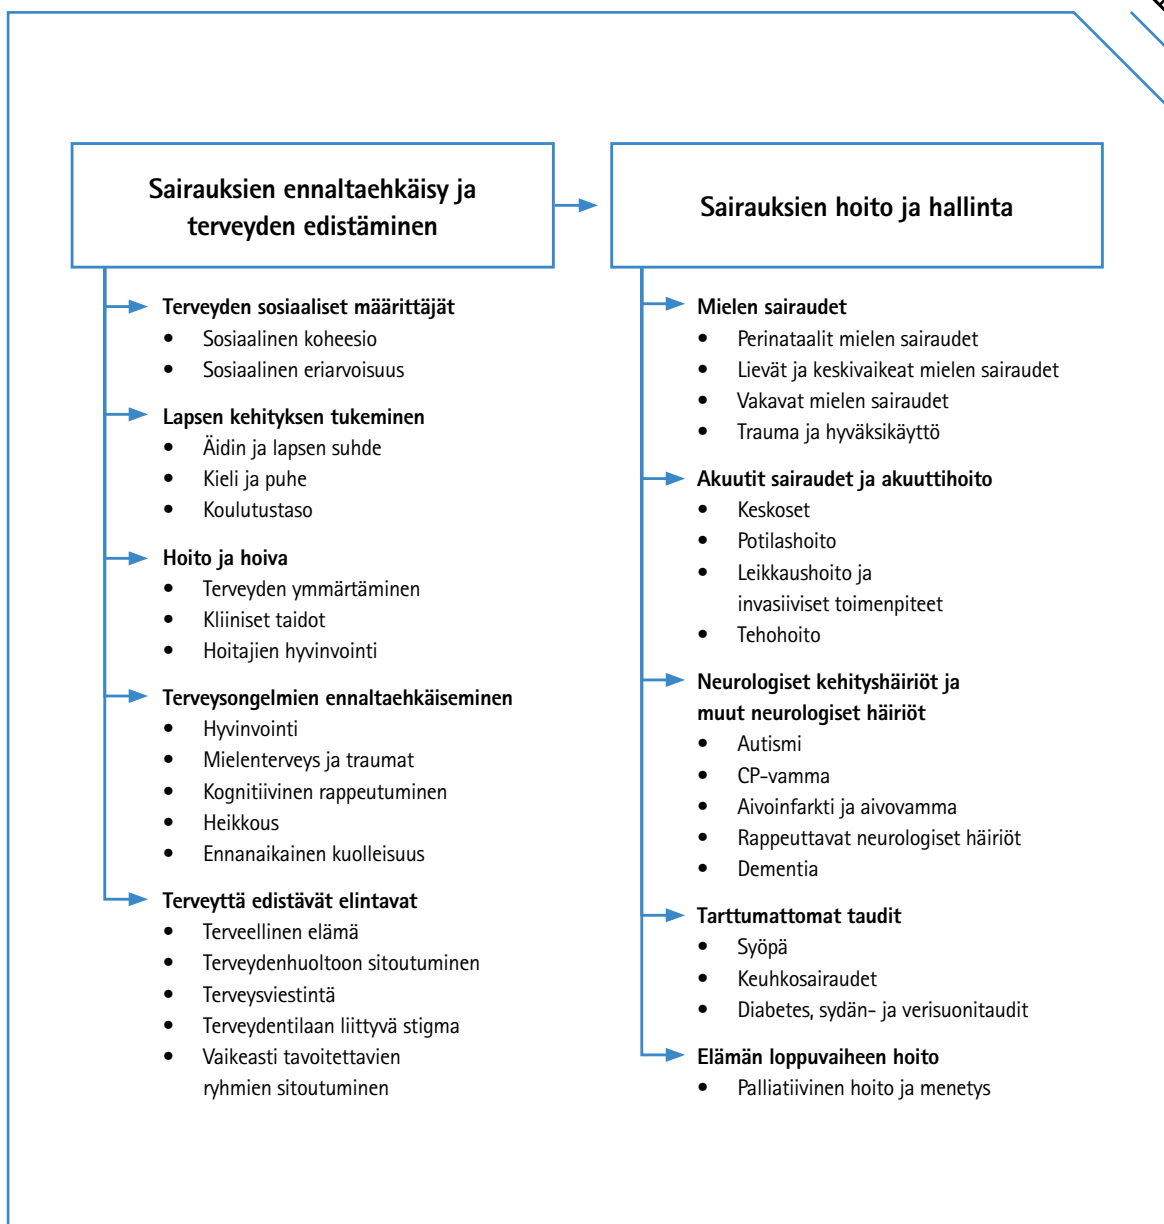 Sairauksien ennaltaehkäisy ja
terveyden edistäminen
Terveyden sosiaaliset määrittäjät
• Sosiaalinen koheesio
• Sosiaalinen eriarvoisuus
Lapsen kehityksen tukeminen
• Äidin ja lapsen suhde
• Kieli ja puhe
• Koulutustaso
Hoito ja hoiva
• Terveyden ymmärtäminen
• Kliiniset taidot
• Hoitajien hyvinvointi
Terveysongelmien ennaltaehkäiseminen
• Hyvinvointi
• Mielenterveys ja traumat
• Kognitiivinen rappeutuminen
• Heikkous
• Ennanaikainen kuolleisuus
Terveyttä edistävät elintavat
• Terveellinen elämä
• Terveydenhuoltoon sitoutuminen
• Terveysviestintä
• Terveydentilaan liittyvä stigma
• Vaikeasti tavoitettavien
ryhmien sitoutuminen
Sairauksien hoito ja hallinta
Mielen sairaudet
• Perinataalit mielen sairaudet
• Lievät ja keskivaikeat mielen sairaudet
• Vakavat mielen sairaudet
• Trauma ja hyväksikäyttö
Akuutit sairaudet ja akuuttihoito
• Keskoset
• Potilashoito
• Leikkaushoito ja
invasiiviset toimenpiteet
• Tehohoito
Neurologiset kehityshäiriöt ja
muut neurologiset häiriöt
• Autismi
• CP-vamma
• Aivoinfarkti ja aivovamma
• Rappeuttavat neurologiset häiriöt
• Dementia
Tarttumattomat taudit
• Syöpä
• Keuhkosairaudet
• Diabetes, sydän- ja verisuonitaudit
Elämän loppuvaiheen hoito
• Palliatiivinen hoito ja menetys